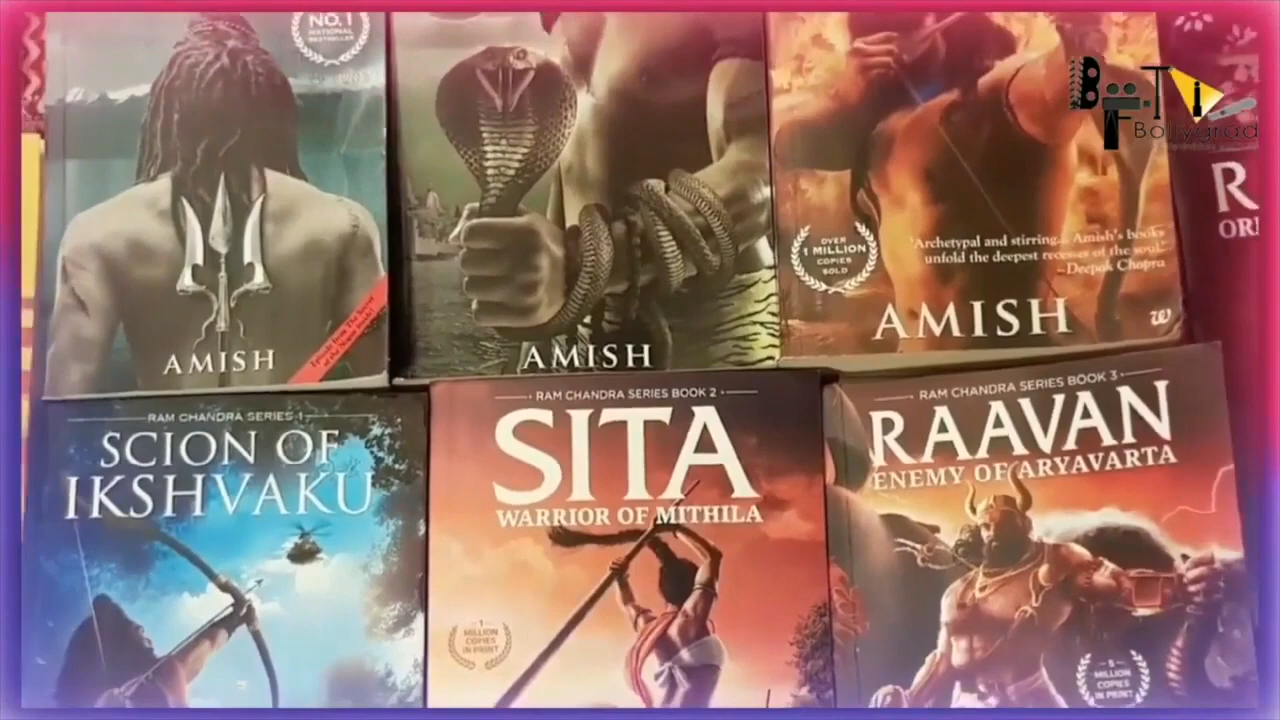 NO.1
NATIONAL
BESTSELLER
AMISH
AMISH
OVER
1 MILLION
COPIES
SOLD
'Archetypal and stirring... Amish's books
unfold the deepest recesses of the soul.'
—Deepak Chopra
AMISH
B
F T
Bollygrad
R
ORI
RAM CHANDRA SERIES 1
SCION OF
IKSHVAKU
RAM CHANDRA SERIES BOOK 2
SITA
WARRIOR OF MITHILA
1
MILLION
COPIES
IN PRINT
RAM CHANDRA SERIES BOOK 3
RAAVAN
ENEMY OF ARYAVARTA
MILLION
COPIES
IN PRINT